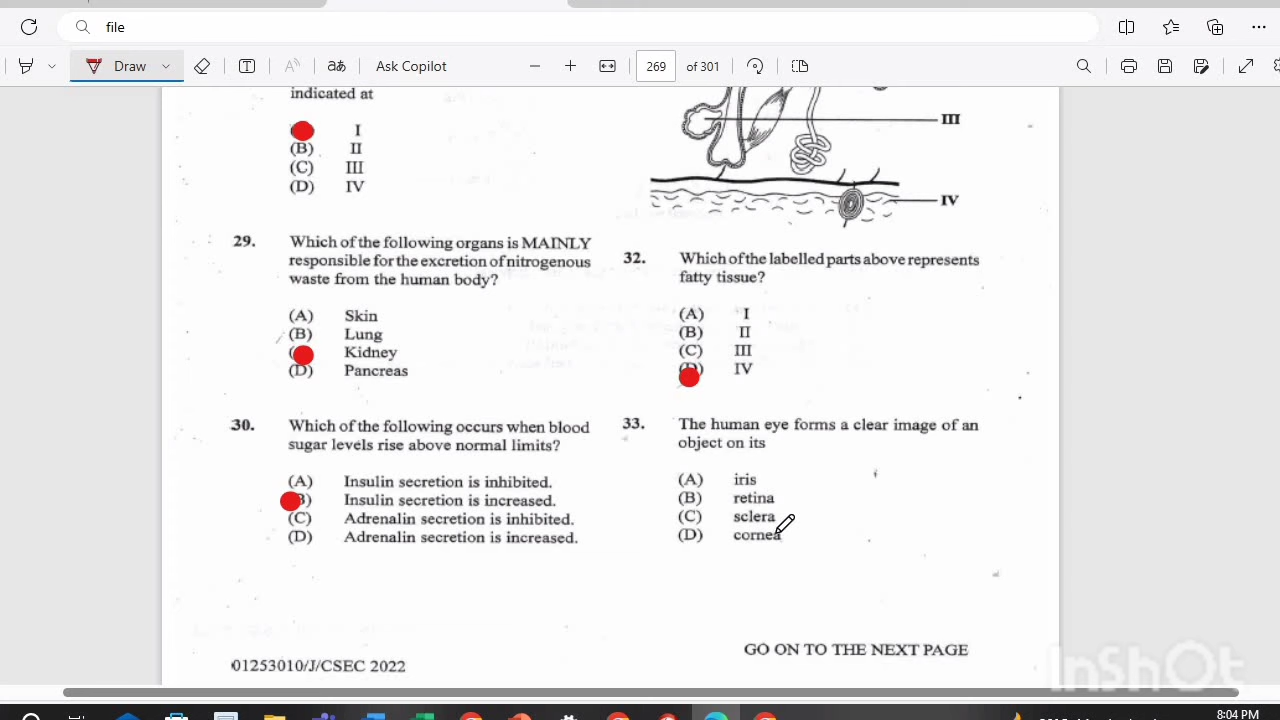 file
Draw
Ask Copilot
269 of 301
indicated at
I
(B) II
(C) III
(D) IV
29. Which of the following organs is MAINLY
responsible for the excretion of nitrogenous
waste from the human body?
(A) Skin
(B) Lung
Kidney
(D) Pancreas
30. Which of the following occurs when blood
sugar levels rise above normal limits?
(A) Insulin secretion is inhibited.
Insulin secretion is increased.
(C) Adrenalin secretion is inhibited.
(D) Adrenalin secretion is increased.
01253010/J/CSEC 2022
III
IV
32. Which of the labelled parts above represents
fatty tissue?
(A) I
(B) II
(C) III
IV
33. The human eye forms a clear image of an
object on its
(A) iris
(B) retina
(C) sclera
(D) cornea
GO ON TO THE NEXT PAGE
InShOt
8:04 PM